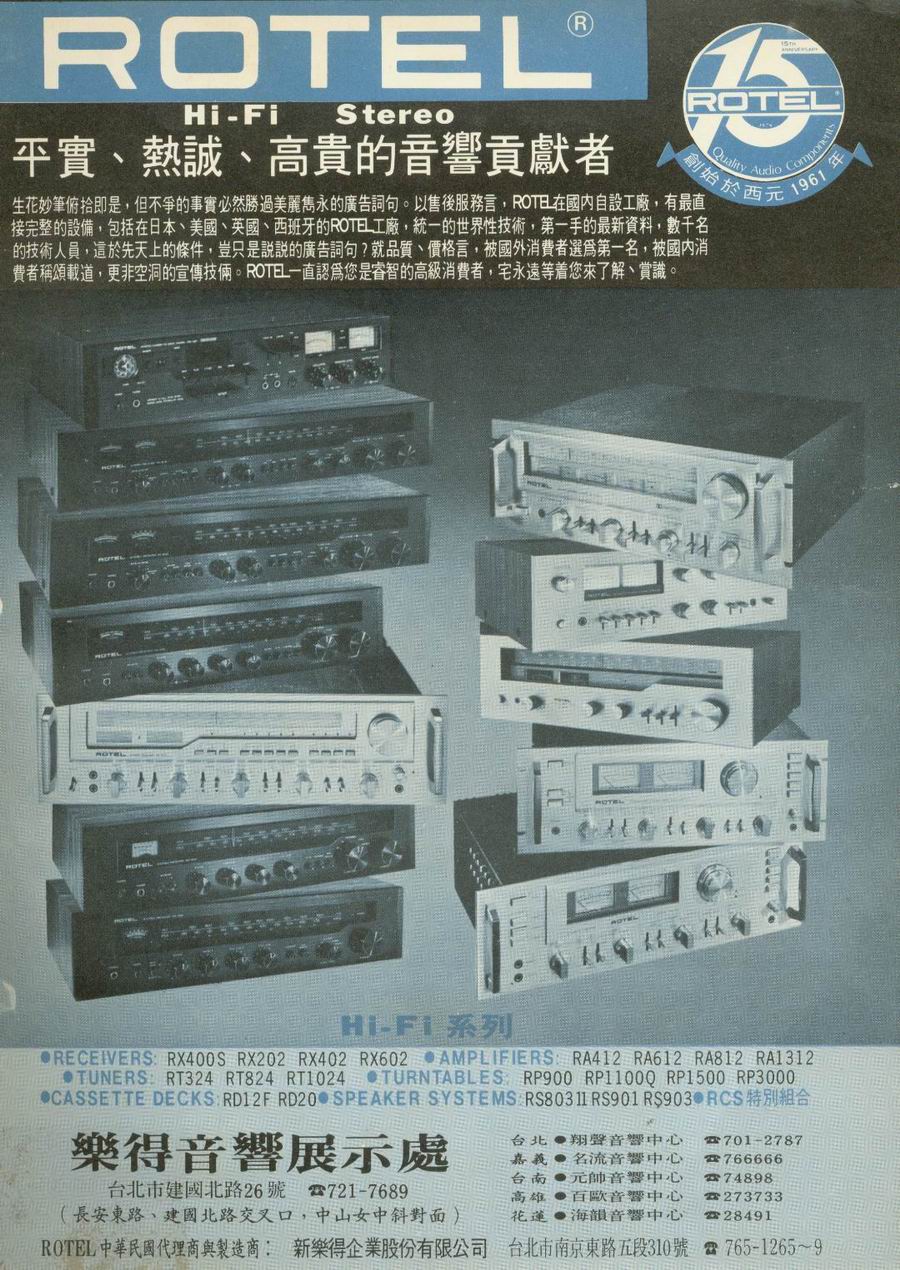 ROTEL®
Hi-Fi Stereo
平實、熱誠、高貴的音響貢獻者
15TH ANNIVERSARY
ROTEL
Quality Audio Components
創始於西元1961年
生花妙筆俯拾即是，但不爭的事實必然勝過美麗雋永的廣告詞句。以售後服務言，ROTEL在國內自設工廠，有最直
接完整的設備，包括在日本、美國、英國、西班牙的ROTEL工廠，統一的世界性技術，第一手的最新資料，數千名
的技術人員，這於先天上的條件，豈只是説説的廣告詞句？就品質、價格言，被國外消費者選為第一名，被國內消
費者稱頌載道，更非空洞的宣傳技倆。ROTEL一直認為您是睿智的高級消費者，宅永遠等着您來了解、賞識。
ROTEL
ROTEL
ROTEL
ROTEL
ROTEL
ROTEL
ROTEL
ROTEL
ROTEL
ROTEL
Hi-Fi 系列
●RECEIVERS: RX400S RX202 RX402 RX602 ●AMPLIFIERS: RA412 RA612 RA812 RA1312
●TUNERS: RT324 RT824 RT1024 ●TURNTABLES: RP900 RP1100Q RP1500 RP3000
●CASSETTE DECKS: RD12F RD20 ●SPEAKER SYSTEMS: RS803II RS901 RS903 ●RCS特別組合
樂得音響展示處
台北市建國北路26號 ☎721-7689
（長安東路、建國北路交叉口，中山女中斜對面）
台北●翔聲音響中心 ☎701-2787
嘉義●名流音響中心 ☎766666
台南●元帥音響中心 ☎74898
高雄●百歐音響中心 ☎273733
花蓮●海韻音響中心 ☎28491
ROTEL中華民國代理商與製造商： 新樂得企業股份有限公司 台北市南京東路五段310號 ☎ 765-1265～9